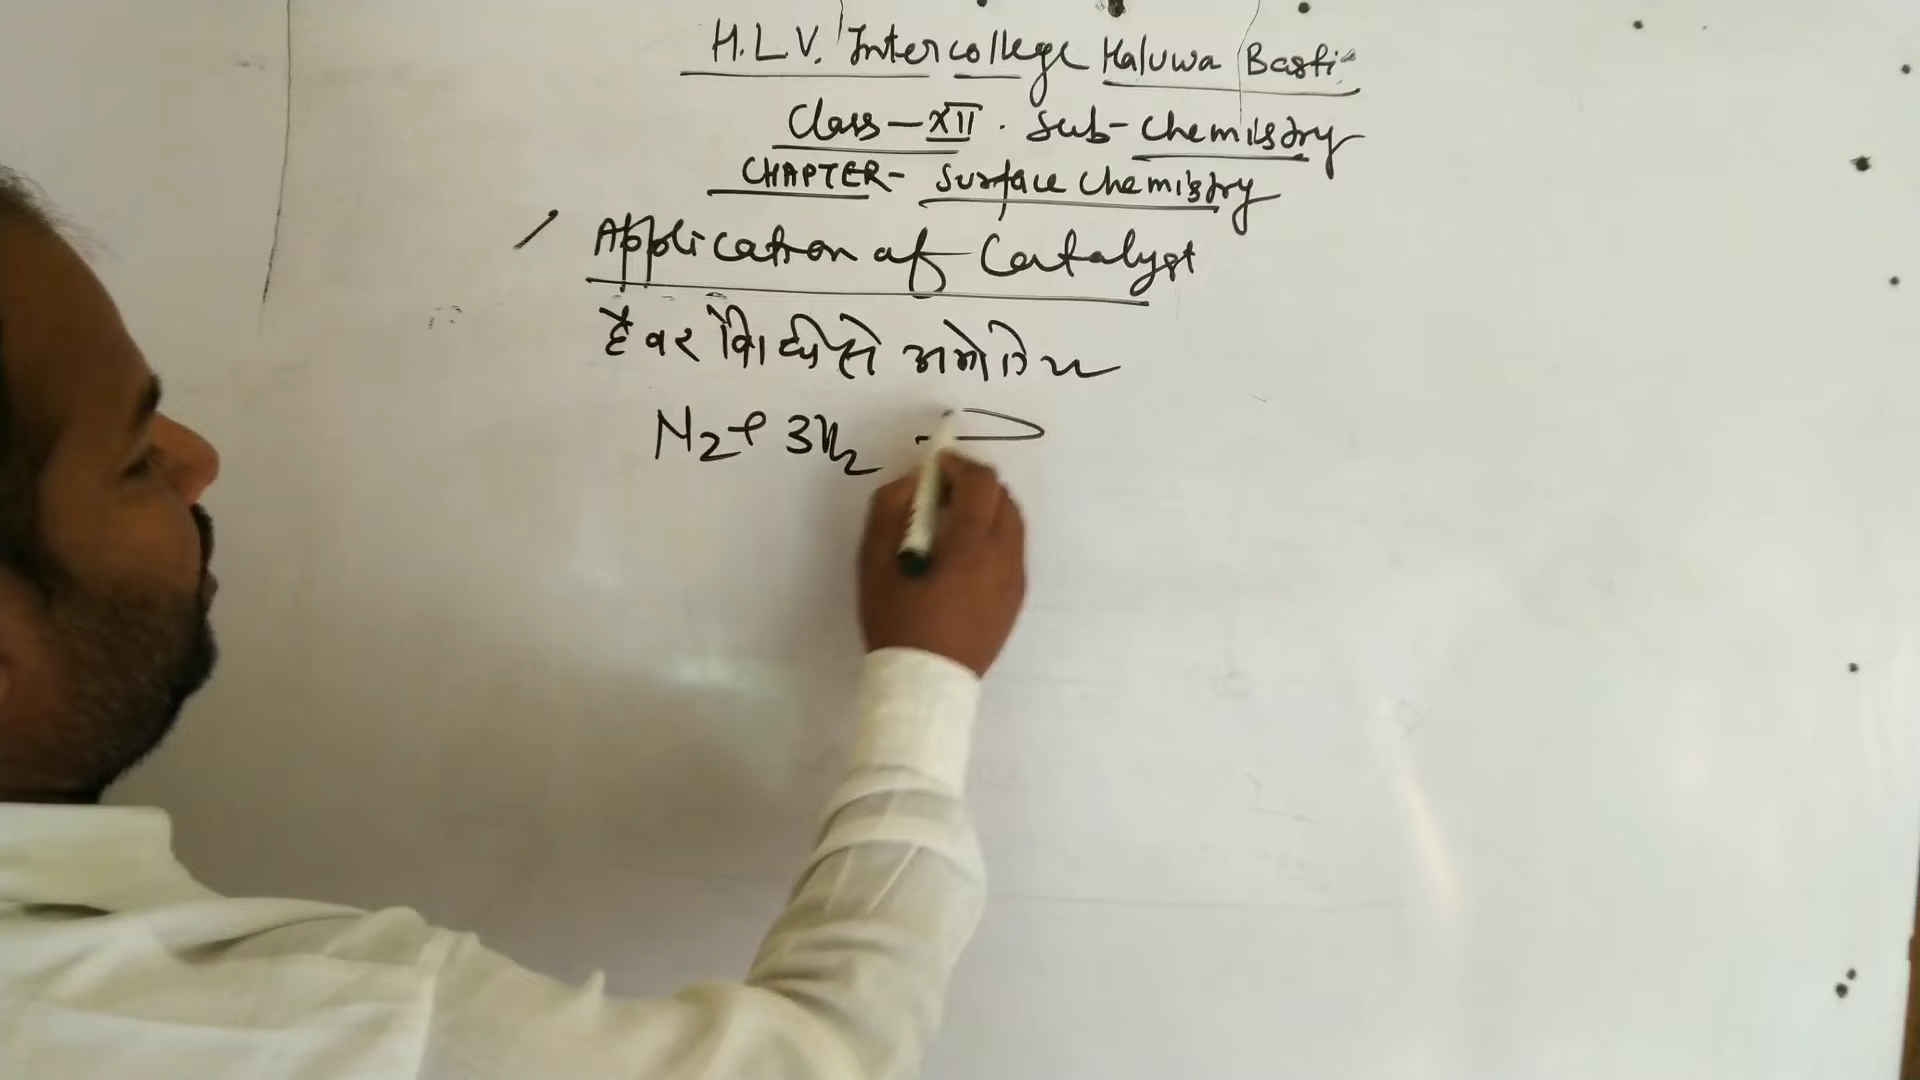 H.L.V. Intercollege Haluwa Basti
Class-XII. Sub-Chemistry
CHAPTER- Surface Chemistry
Application of Catalyst
हैबर विधि से अमोनिया
N2+ 3H2